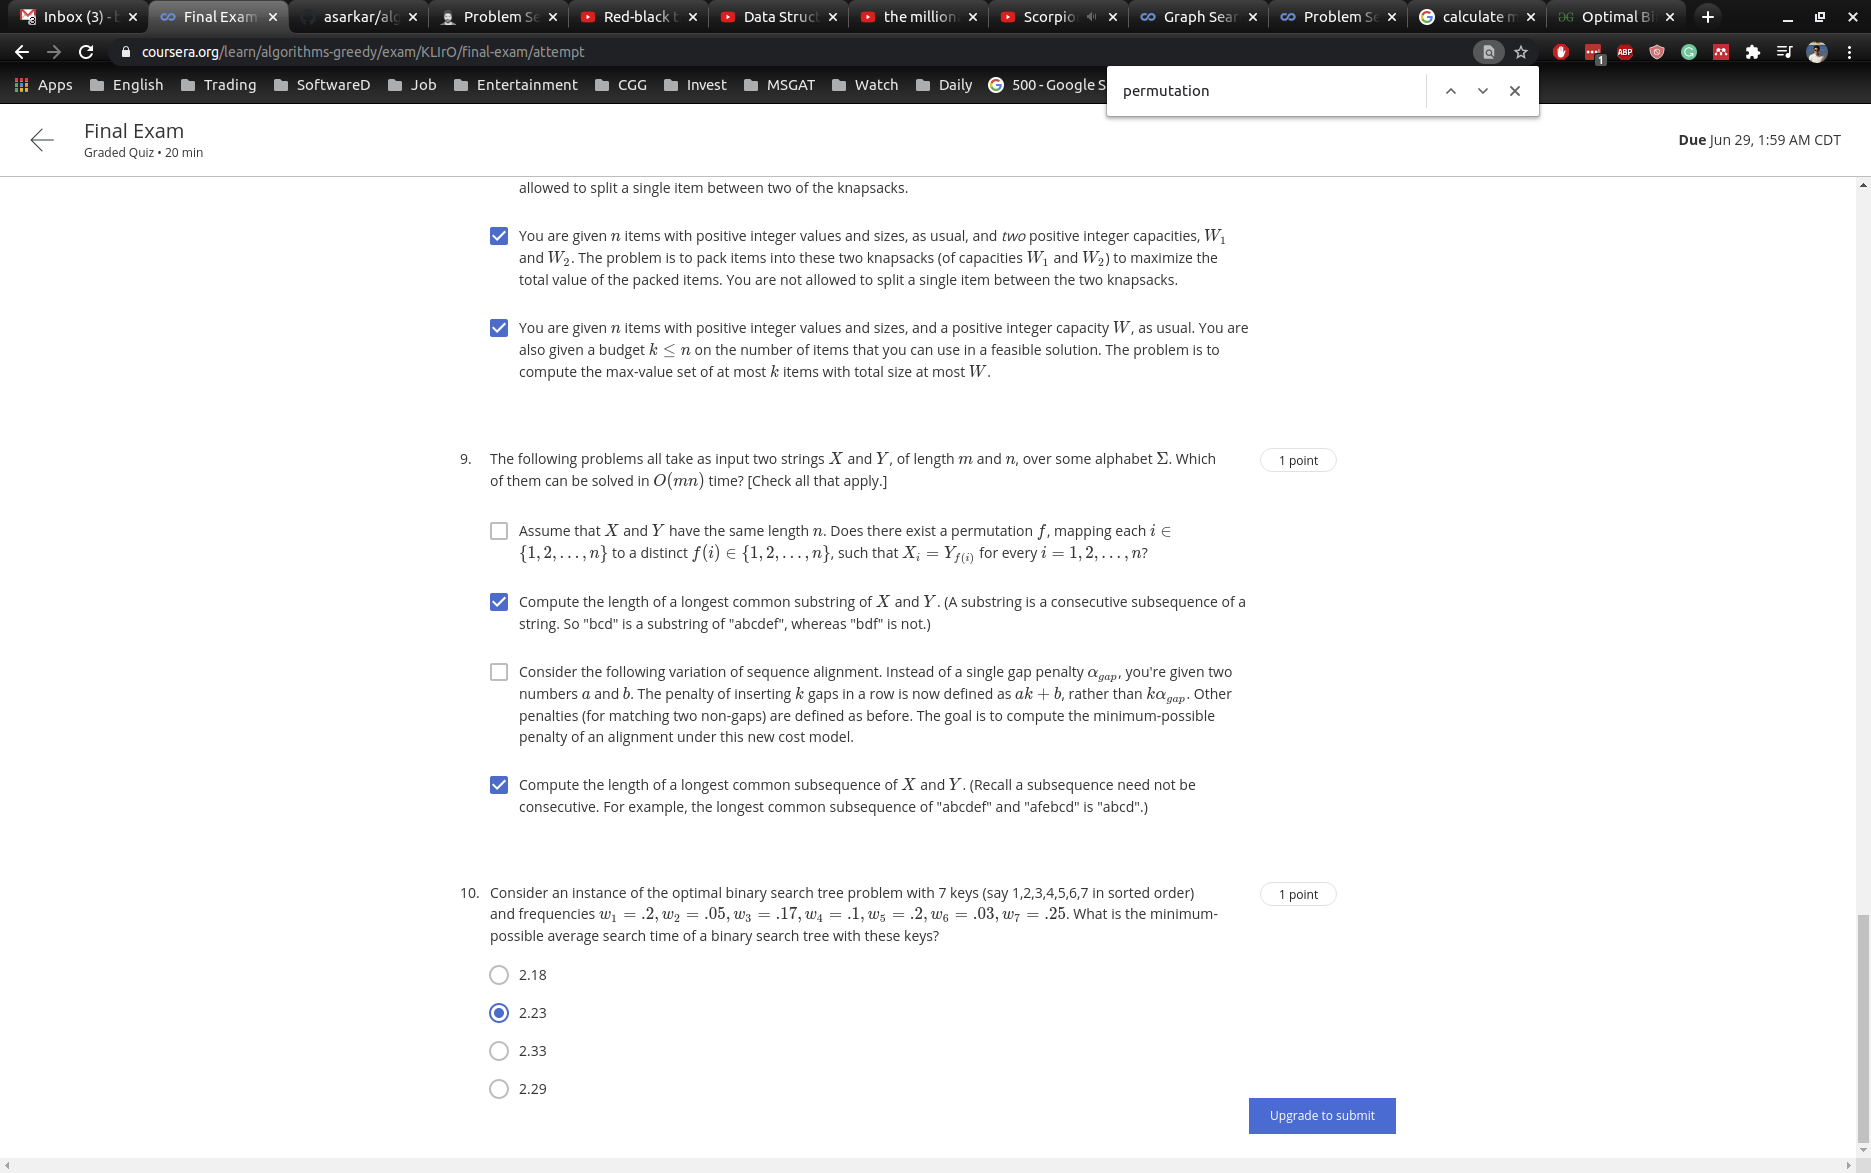 Inbox (3) - b
Final Exam
asarkar/alg
Problem Se
Red-black t
Data Struct
the million
Scorpio
Graph Sear
Problem Se
calculate m
Optimal Bi
coursera.org/learn/algorithms-greedy/exam/KLIrO/final-exam/attempt
ABP
1
Apps
English
Trading
SoftwareD
Job
Entertainment
CGG
Invest
MSGAT
Watch
Daily
500 - Google S
permutation
Final Exam
Graded Quiz • 20 min
Due Jun 29, 1:59 AM CDT
allowed to split a single item between two of the knapsacks.
You are given n items with positive integer values and sizes, as usual, and two positive integer capacities, W₁
and W₂. The problem is to pack items into these two knapsacks (of capacities W₁ and W₂) to maximize the
total value of the packed items. You are not allowed to split a single item between the two knapsacks.
You are given n items with positive integer values and sizes, and a positive integer capacity W, as usual. You are
also given a budget k ≤ n on the number of items that you can use in a feasible solution. The problem is to
compute the max-value set of at most k items with total size at most W.
9. The following problems all take as input two strings X and Y, of length m and n, over some alphabet Σ. Which
1 point
of them can be solved in O(mn) time? [Check all that apply.]
Assume that X and Y have the same length n. Does there exist a permutation f, mapping each i ∈
{1, 2, . . . , n} to a distinct f(i) ∈ {1, 2, . . . , n}, such that X_i = Y_{f(i)} for every i = 1, 2, . . . , n?
Compute the length of a longest common substring of X and Y. (A substring is a consecutive subsequence of a
string. So "bcd" is a substring of "abcdef", whereas "bdf" is not.)
Consider the following variation of sequence alignment. Instead of a single gap penalty α_{gap}, you're given two
numbers a and b. The penalty of inserting k gaps in a row is now defined as ak + b, rather than kα_{gap}. Other
penalties (for matching two non-gaps) are defined as before. The goal is to compute the minimum-possible
penalty of an alignment under this new cost model.
Compute the length of a longest common subsequence of X and Y. (Recall a subsequence need not be
consecutive. For example, the longest common subsequence of "abcdef" and "afebcd" is "abcd".)
10. Consider an instance of the optimal binary search tree problem with 7 keys (say 1,2,3,4,5,6,7 in sorted order)
1 point
and frequencies w₁ = .2, w₂ = .05, w₃ = .17, w₄ = .1, w₅ = .2, w₆ = .03, w₇ = .25. What is the minimum-
possible average search time of a binary search tree with these keys?
2.18
2.23
2.33
2.29
Upgrade to submit